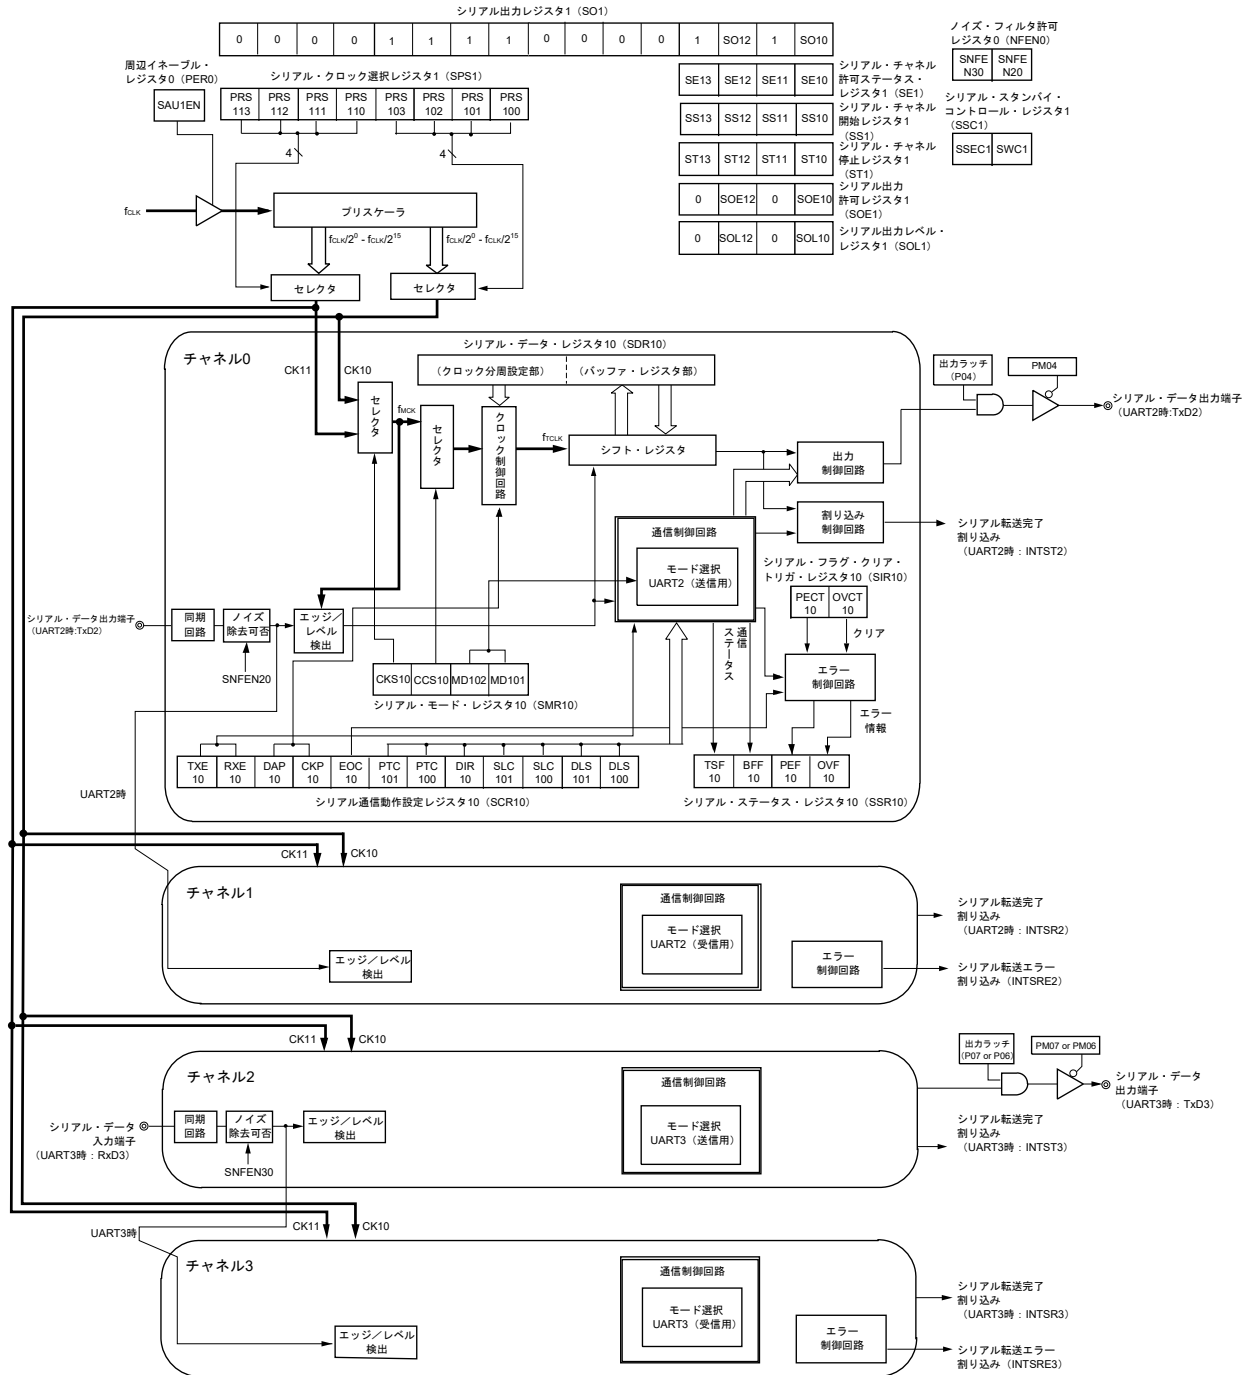 シリアル出力レジスタ1（SO1）
0 0 0 0 1 1 1 1 0 0 0 0 1 SO12 1 SO10
ノイズ・フィルタ許可
レジスタ0（NFEN0）
SNFE
N30
SNFE
N20
周辺イネーブル・
レジスタ0（PER0）
SAU1EN
シリアル・クロック選択レジスタ1（SPS1）
PRS
113
PRS
112
PRS
111
PRS
110
PRS
103
PRS
102
PRS
101
PRS
100
SE13 SE12 SE11 SE10
シリアル・チャネル
許可ステータス・
レジスタ1（SE1）
SS13 SS12 SS11 SS10
シリアル・チャネル
開始レジスタ1
（SS1）
ST13 ST12 ST11 ST10
シリアル・チャネル
停止レジスタ1
（ST1）
0 SOE12 0 SOE10
シリアル出力
許可レジスタ1
（SOE1）
0 SOL12 0 SOL10
シリアル出力レベル・
レジスタ1（SOL1）
シリアル・スタンバイ・
コントロール・レジスタ1
（SSC1）
SSEC1 SWC1
4
4
fCLK
プリスケーラ
fCLK/2⁰ - fCLK/2¹⁵
fCLK/2⁰ - fCLK/2¹⁵
セレクタ
セレクタ
チャネル0
CK11
CK10
シリアル・データ・レジスタ10（SDR10）
（クロック分周設定部）
（バッファ・レジスタ部）
セレクタ
fMCK
セレクタ
クロック制御回路
fTCLK
シフト・レジスタ
出力
制御回路
割り込み
制御回路
出力ラッチ
（P04）
PM04
シリアル・データ出力端子
（UART2時:TxD2）
シリアル転送完了
割り込み
（UART2時：INTST2）
通信制御回路
モード選択
UART2（送信用）
シリアル・フラグ・クリア・
トリガ・レジスタ10（SIR10）
PECT
10
OVCT
10
クリア
通信
ステータス
エラー
制御回路
エラー
情報
シリアル・データ出力端子
（UART2時:TxD2）
同期
回路
ノイズ
除去可否
エッジ／
レベル
検出
SNFEN20
CKS10 CCS10 MD102 MD101
シリアル・モード・レジスタ10（SMR10）
TXE
10
RXE
10
DAP
10
CKP
10
EOC
10
PTC
101
PTC
100
DIR
10
SLC
101
SLC
100
DLS
101
DLS
100
シリアル通信動作設定レジスタ10（SCR10）
TSF
10
BFF
10
PEF
10
OVF
10
シリアル・ステータス・レジスタ10（SSR10）
UART2時
CK11
CK10
チャネル1
通信制御回路
モード選択
UART2（受信用）
エッジ／レベル
検出
エラー
制御回路
シリアル転送完了
割り込み
（UART2時：INTSR2）
シリアル転送エラー
割り込み（INTSRE2）
CK11
CK10
チャネル2
シリアル・データ
入力端子
（UART3時：RxD3）
同期
回路
ノイズ
除去可否
エッジ／レベル
検出
SNFEN30
通信制御回路
モード選択
UART3（送信用）
出力ラッチ
（P07 or P06）
PM07 or PM06
シリアル・データ
出力端子
（UART3時：TxD3）
シリアル転送完了
割り込み
（UART3時：INTST3）
UART3時
CK11
CK10
チャネル3
通信制御回路
モード選択
UART3（受信用）
エッジ／レベル
検出
エラー
制御回路
シリアル転送完了
割り込み
（UART3時：INTSR3）
シリアル転送エラー
割り込み（INTSRE3）